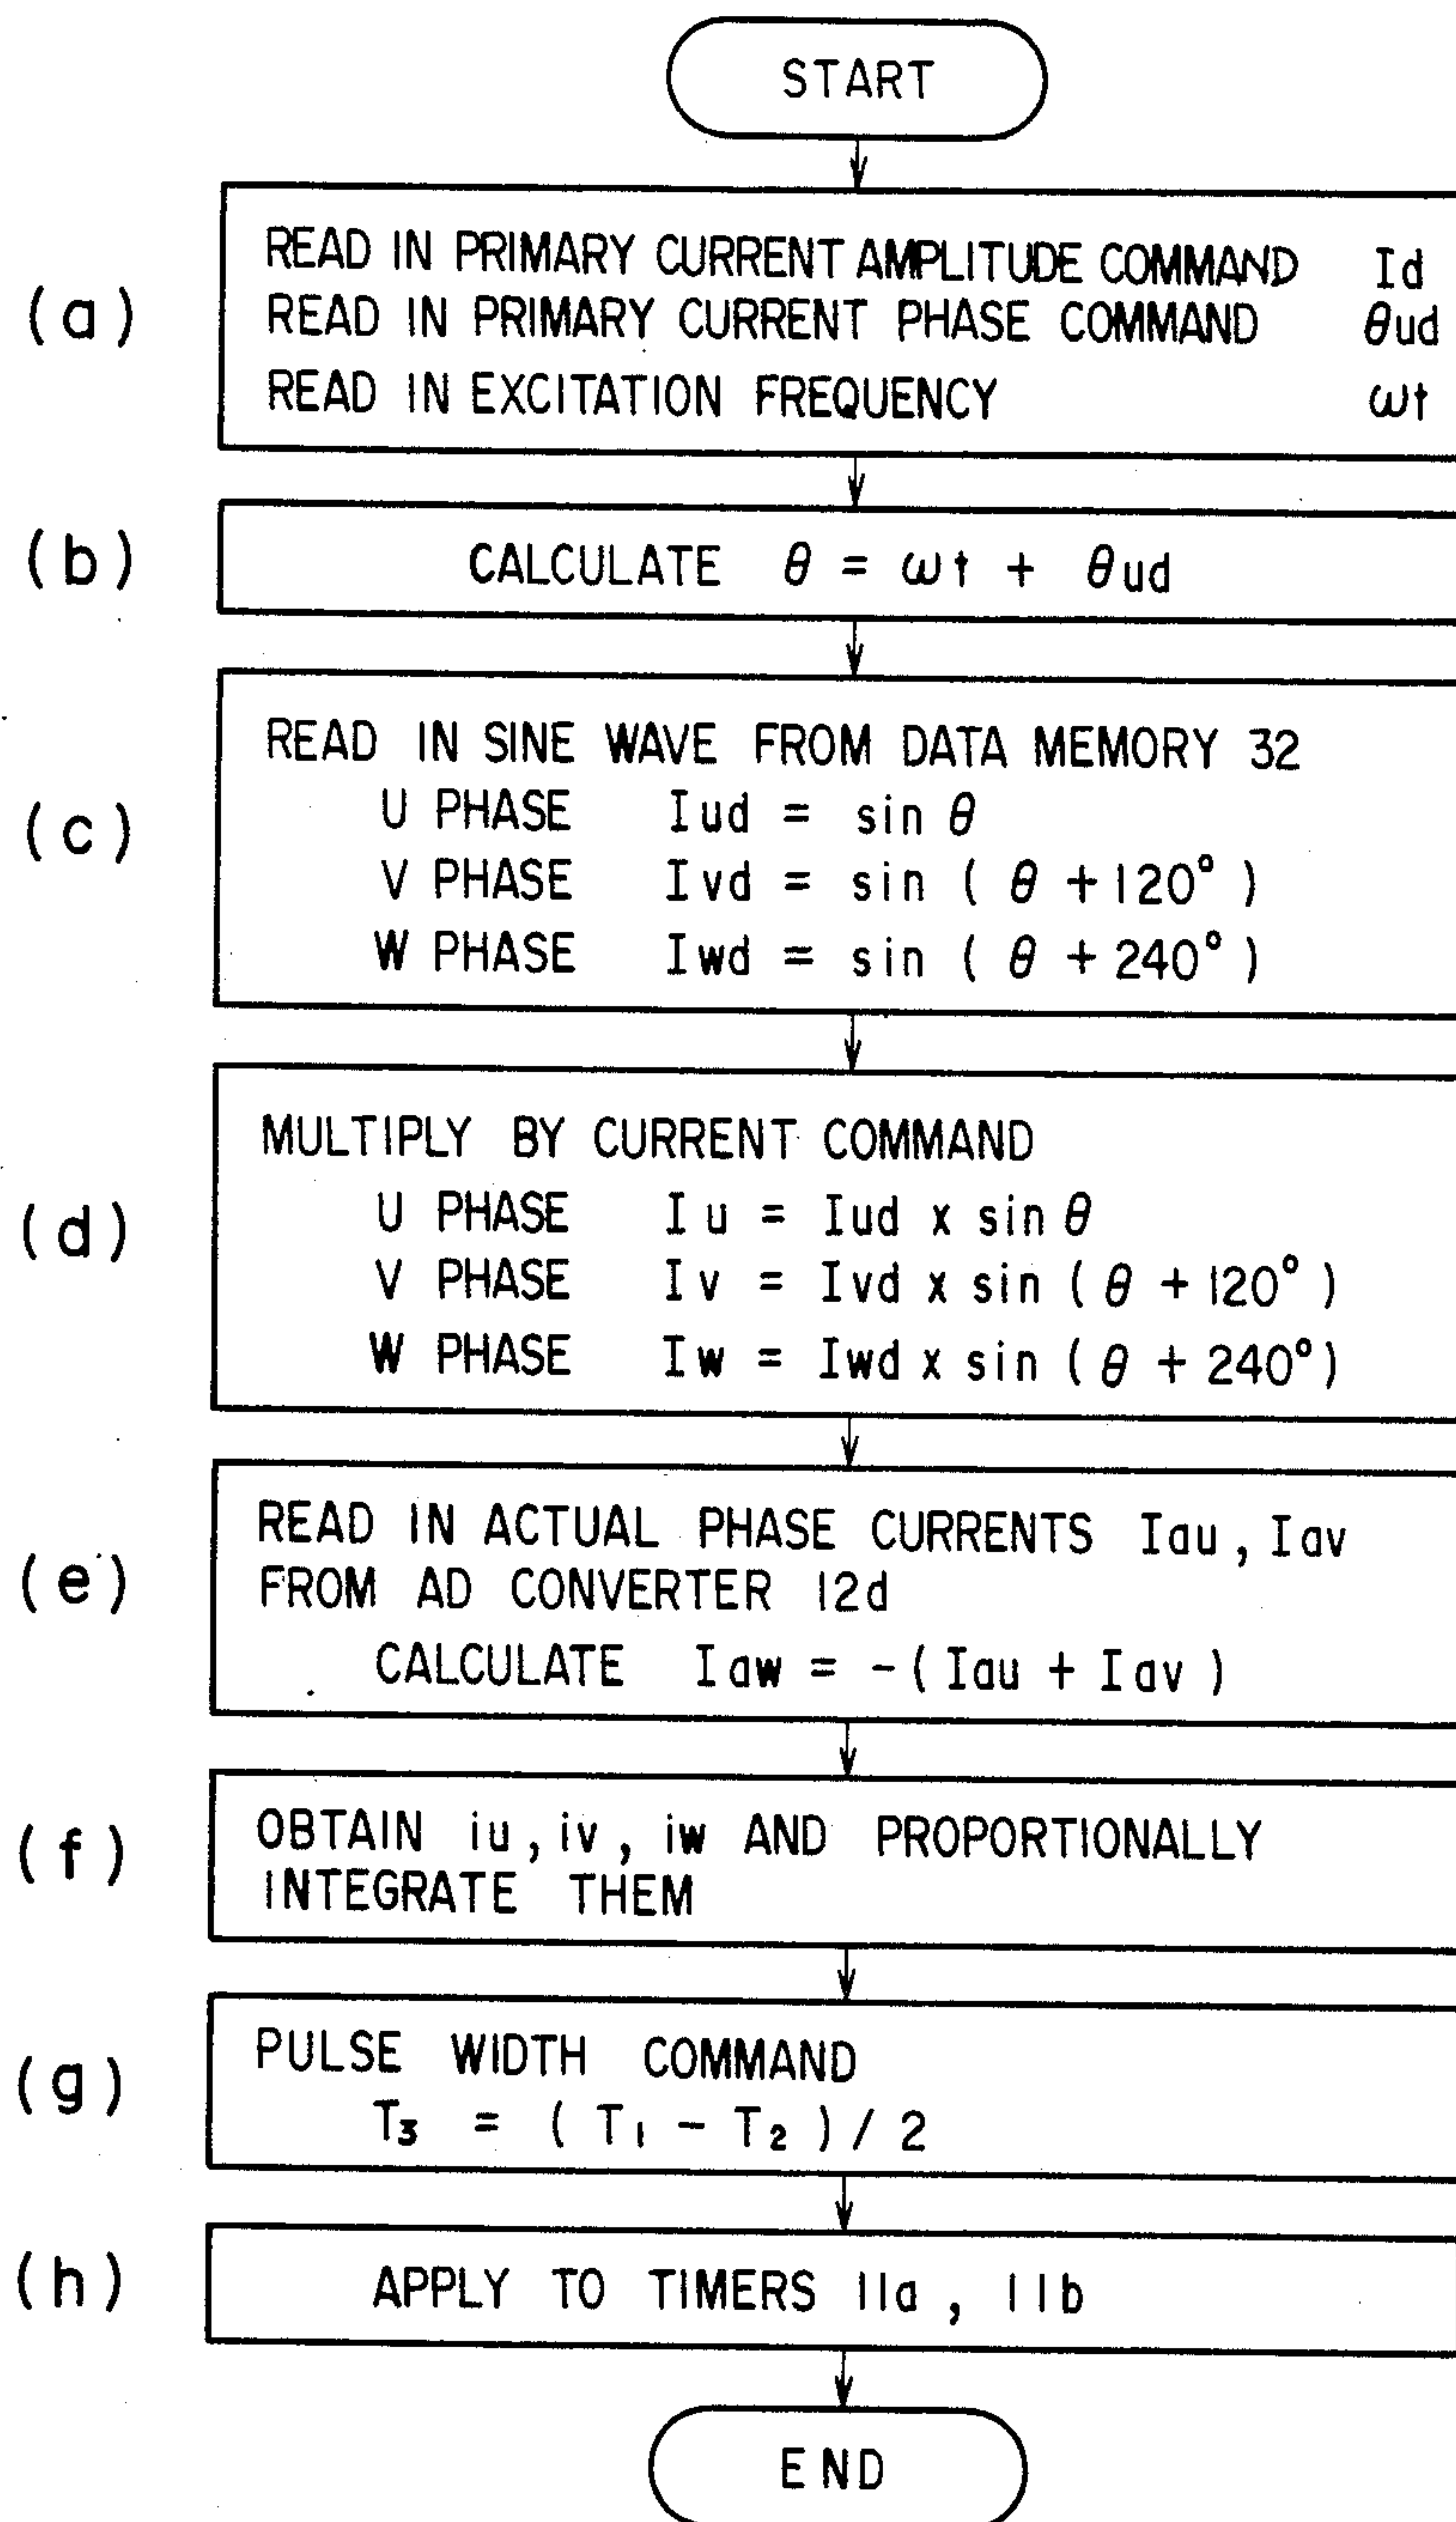 START
(a)
READ IN PRIMARY CURRENT AMPLITUDE COMMAND Id
READ IN PRIMARY CURRENT PHASE COMMAND θud
READ IN EXCITATION FREQUENCY ωt
(b)
CALCULATE θ = ωt + θud
(c)
READ IN SINE WAVE FROM DATA MEMORY 32
U PHASE Iud = sin θ
V PHASE Ivd = sin ( θ +120° )
W PHASE Iwd = sin ( θ +240° )
(d)
MULTIPLY BY CURRENT COMMAND
U PHASE Iu = Iud x sin θ
V PHASE Iv = Ivd x sin ( θ +120° )
W PHASE Iw = Iwd x sin ( θ + 240° )
(e)
READ IN ACTUAL PHASE CURRENTS Iau , Iav
FROM AD CONVERTER 12d
CALCULATE Iaw = -( Iau + Iav )
(f)
OBTAIN iu , iv , iw AND PROPORTIONALLY
INTEGRATE THEM
(g)
PULSE WIDTH COMMAND
T₃ = ( T₁ - T₂ ) / 2
(h)
APPLY TO TIMERS 11a , 11b
END